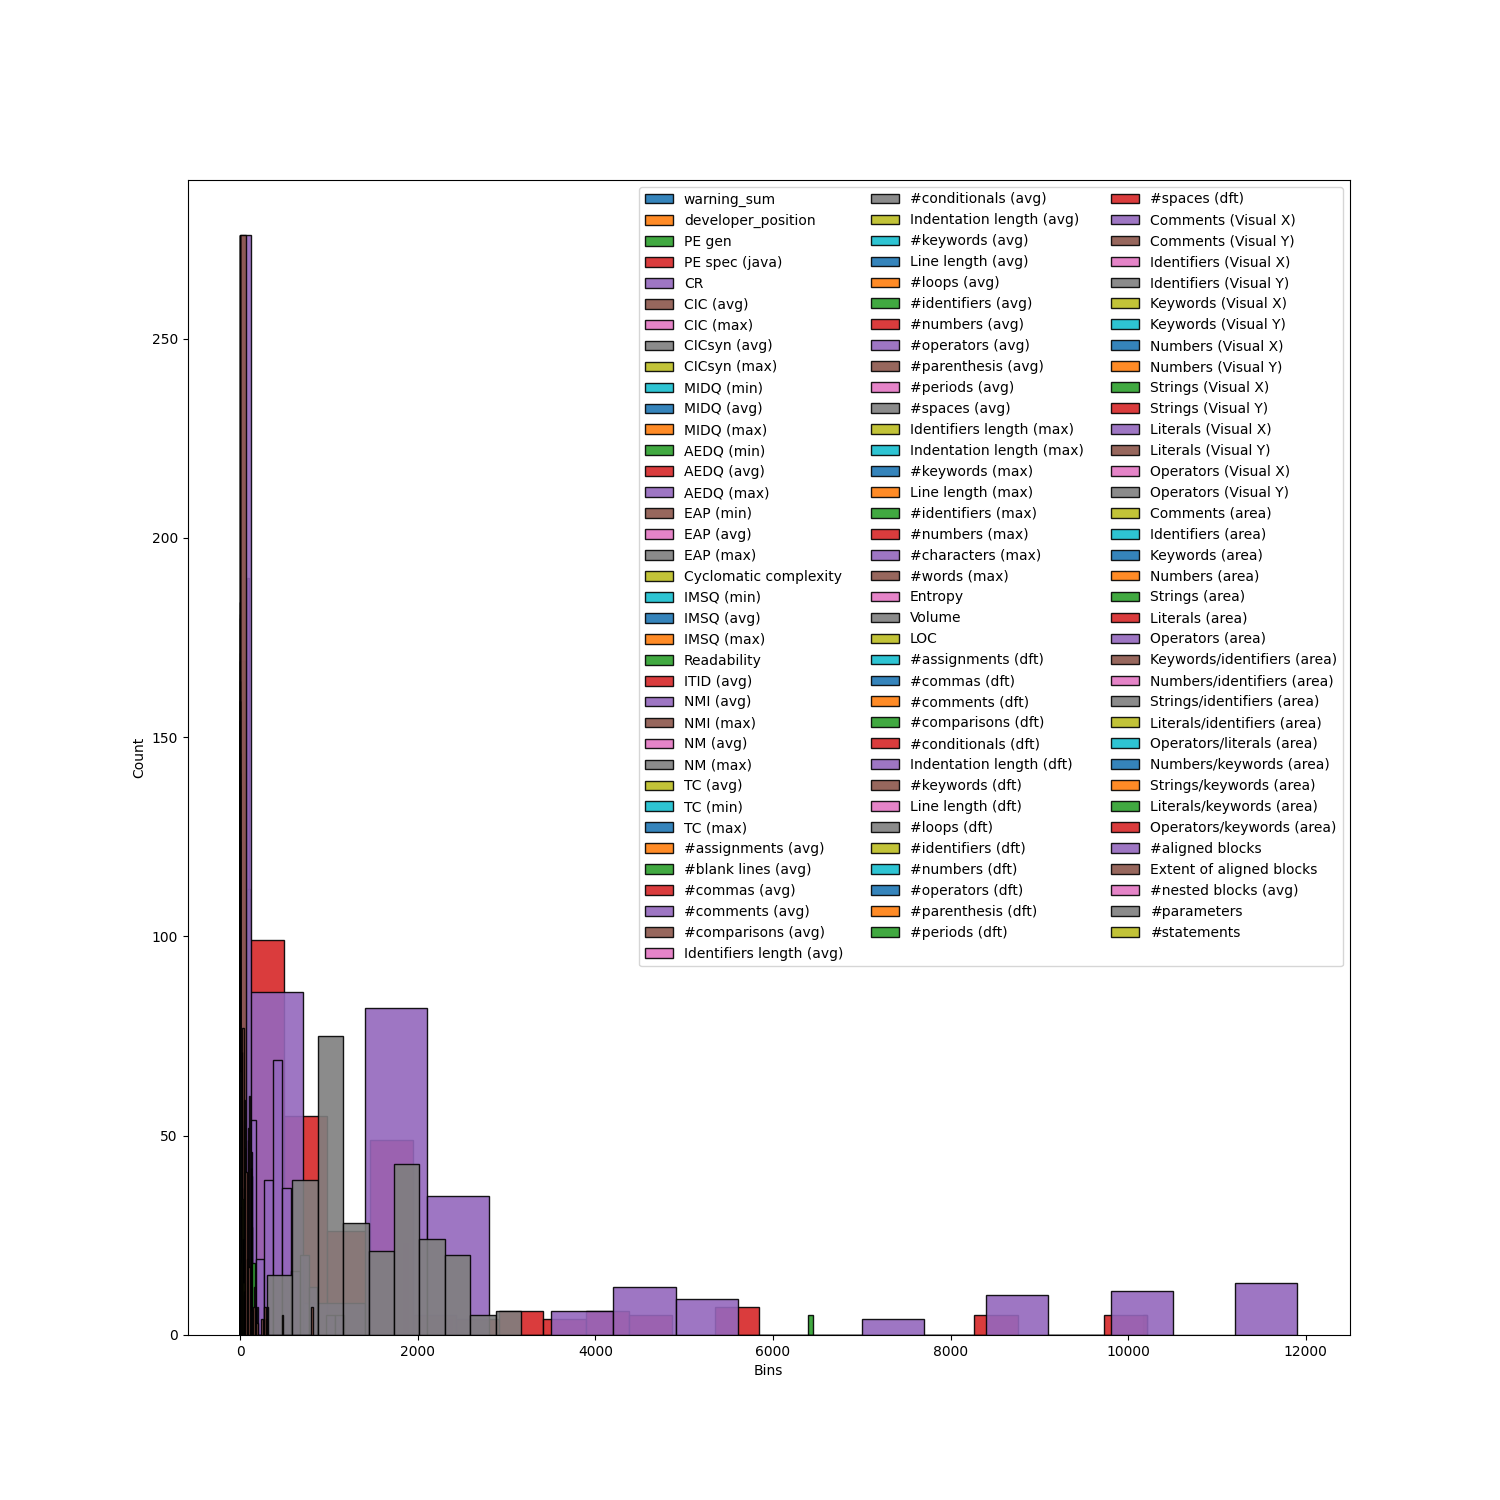 warning_sum
developer_position
PE gen
PE spec (java)
CR
CIC (avg)
CIC (max)
CICsyn (avg)
CICsyn (max)
MIDQ (min)
MIDQ (avg)
MIDQ (max)
AEDQ (min)
AEDQ (avg)
AEDQ (max)
EAP (min)
EAP (avg)
EAP (max)
Cyclomatic complexity
IMSQ (min)
IMSQ (avg)
IMSQ (max)
Readability
ITID (avg)
NMI (avg)
NMI (max)
NM (avg)
NM (max)
TC (avg)
TC (min)
TC (max)
#assignments (avg)
#blank lines (avg)
#commas (avg)
#comments (avg)
#comparisons (avg)
Identifiers length (avg)
#conditionals (avg)
Indentation length (avg)
#keywords (avg)
Line length (avg)
#loops (avg)
#identifiers (avg)
#numbers (avg)
#operators (avg)
#parenthesis (avg)
#periods (avg)
#spaces (avg)
Identifiers length (max)
Indentation length (max)
#keywords (max)
Line length (max)
#identifiers (max)
#numbers (max)
#characters (max)
#words (max)
Entropy
Volume
LOC
#assignments (dft)
#commas (dft)
#comments (dft)
#comparisons (dft)
#conditionals (dft)
Indentation length (dft)
#keywords (dft)
Line length (dft)
#loops (dft)
#identifiers (dft)
#numbers (dft)
#operators (dft)
#parenthesis (dft)
#periods (dft)
#spaces (dft)
Comments (Visual X)
Comments (Visual Y)
Identifiers (Visual X)
Identifiers (Visual Y)
Keywords (Visual X)
Keywords (Visual Y)
Numbers (Visual X)
Numbers (Visual Y)
Strings (Visual X)
Strings (Visual Y)
Literals (Visual X)
Literals (Visual Y)
Operators (Visual X)
Operators (Visual Y)
Comments (area)
Identifiers (area)
Keywords (area)
Numbers (area)
Strings (area)
Literals (area)
Operators (area)
Keywords/identifiers (area)
Numbers/identifiers (area)
Strings/identifiers (area)
Literals/identifiers (area)
Operators/literals (area)
Numbers/keywords (area)
Strings/keywords (area)
Literals/keywords (area)
Operators/keywords (area)
#aligned blocks
Extent of aligned blocks
#nested blocks (avg)
#parameters
#statements
250
200
150
100
50
0
Count
0 2000 4000 6000 8000 10000 12000
Bins